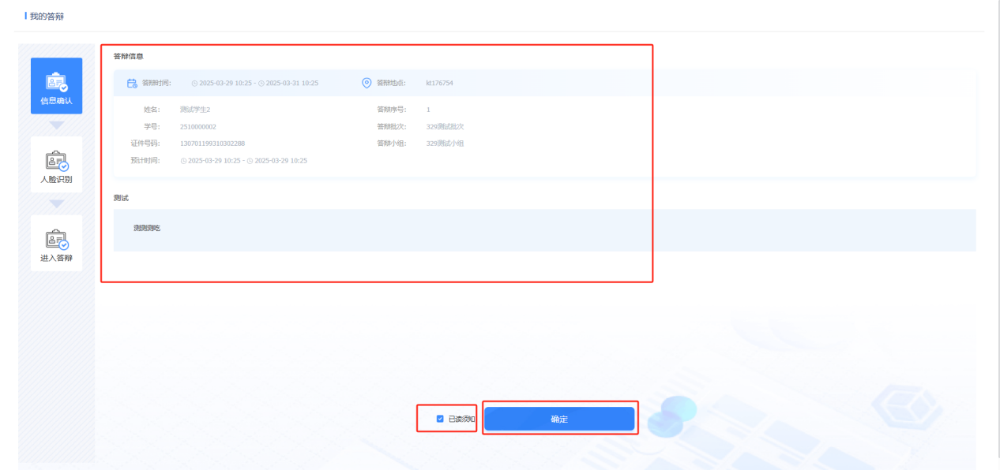 我的答辩
信息确认
人脸识别
进入答辩
答辩信息
答辩时间: 2025-03-29 10:25 - 2025-03-31 10:25 答辩地点: kt176754
姓名: 测试学生2 答辩序号: 1
学号: 2510000002 答辩批次: 329测试批次
证件号码: 130701199310302288 答辩小组: 329测试小组
预计时间: 2025-03-29 10:25 - 2025-03-29 10:25
测试
测测测吃
已读须知 确定